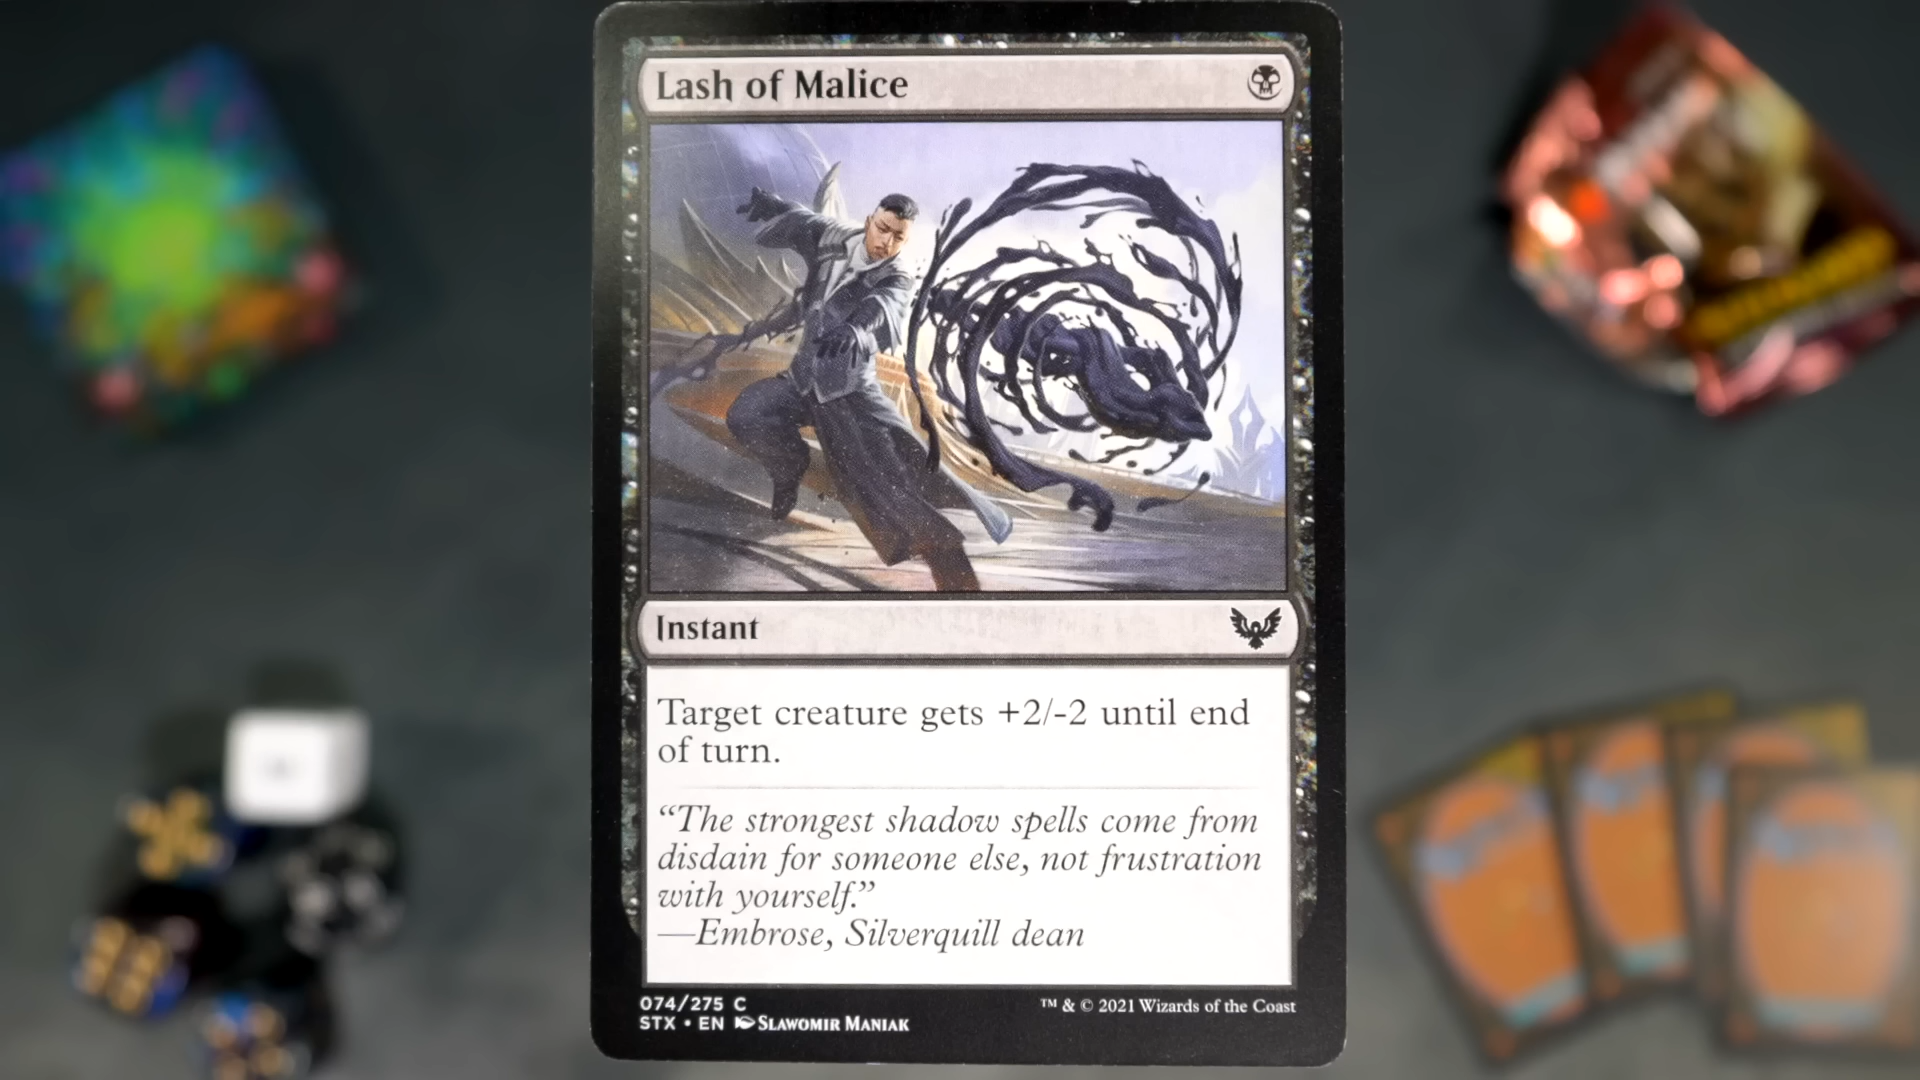 Lash of Malice
Instant
Target creature gets +2/-2 until end
of turn.
“The strongest shadow spells come from
disdain for someone else, not frustration
with yourself.”
—Embrose, Silverquill dean
074/275 C
™ & © 2021 Wizards of the Coast
STX • EN Slawomir Maniak